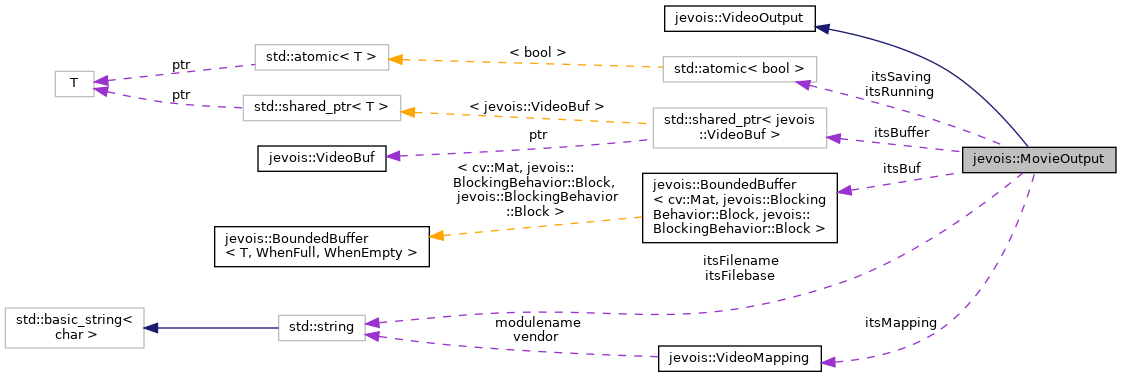 jevois::VideoOutput
< bool >
std::atomic< T >
std::atomic< bool >
ptr
T
itsSaving
itsRunning
ptr
std::shared_ptr< T >
< jevois::VideoBuf >
std::shared_ptr< jevois
::VideoBuf >
itsBuffer
ptr
jevois::VideoBuf
jevois::MovieOutput
< cv::Mat, jevois::
BlockingBehavior::Block,
jevois::BlockingBehavior
::Block >
itsBuf
jevois::BoundedBuffer
< cv::Mat, jevois::Blocking
Behavior::Block, jevois::
BlockingBehavior::Block >
jevois::BoundedBuffer
< T, WhenFull, WhenEmpty >
itsFilename
itsFilebase
std::basic_string<
char >
std::string
modulename
vendor
itsMapping
jevois::VideoMapping